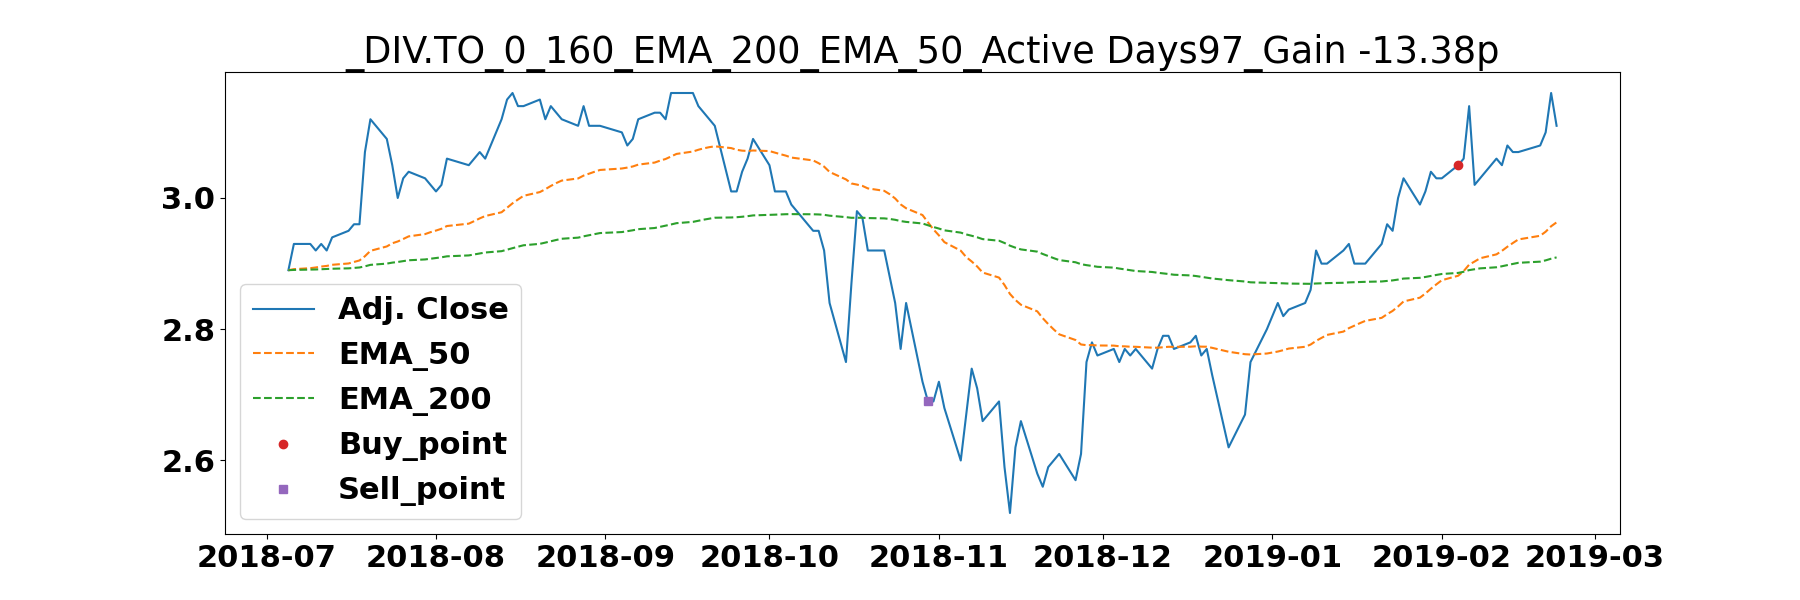 _DIV.TO_0_160_EMA_200_EMA_50_Active Days97_Gain -13.38p
3.0
2.8
2.6
Adj. Close
EMA_50
EMA_200
Buy_point
Sell_point
2018-07 2018-08 2018-09 2018-10 2018-11 2018-12 2019-01 2019-02 2019-03